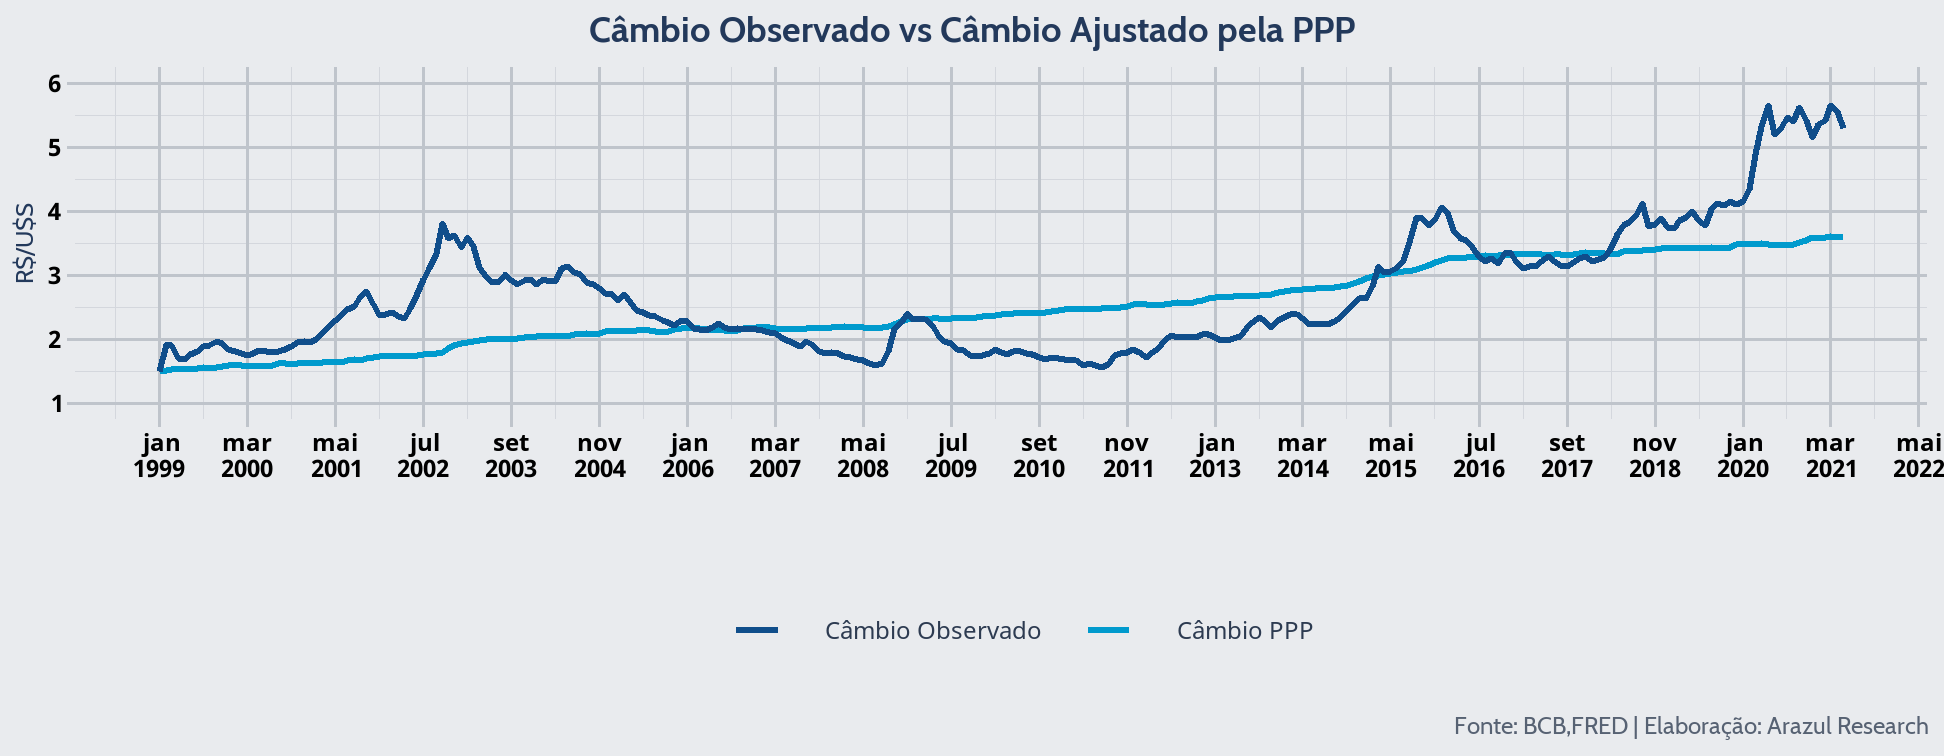 Câmbio Observado vs Câmbio Ajustado pela PPP
R$/U$S
6
5
4
3
2
1
jan mar mai jul set nov jan mar mai jul set nov jan mar mai jul set nov jan mar mai
1999 2000 2001 2002 2003 2004 2006 2007 2008 2009 2010 2011 2013 2014 2015 2016 2017 2018 2020 2021 2022
Câmbio Observado Câmbio PPP
Fonte: BCB,FRED | Elaboração: Arazul Research